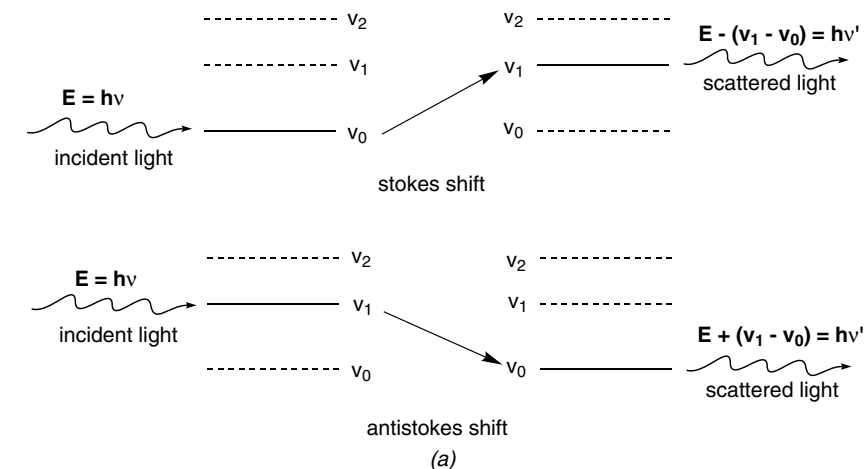 v₂ v₂
E - (v₁ - v₀) = hν'
v₁ v₁
scattered light
E = hν
v₀ v₀
incident light
stokes shift
v₂ v₂
E = hν
v₁ v₁
incident light
E + (v₁ - v₀) = hν'
v₀ v₀
scattered light
antistokes shift
(a)